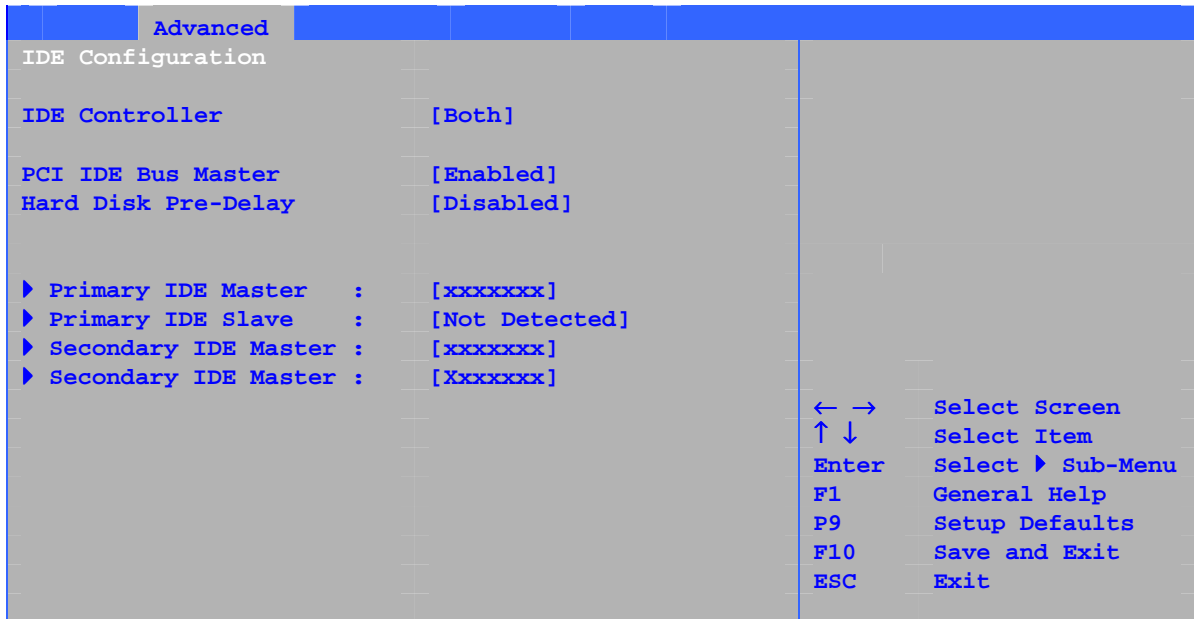 Advanced
IDE Configuration
IDE Controller [Both]
PCI IDE Bus Master [Enabled]
Hard Disk Pre-Delay [Disabled]
Primary IDE Master : [xxxxxxx]
Primary IDE Slave : [Not Detected]
Secondary IDE Master : [xxxxxxx]
Secondary IDE Master : [Xxxxxxx]
← → Select Screen
↑ ↓ Select Item
Enter Select Sub-Menu
F1 General Help
P9 Setup Defaults
F10 Save and Exit
ESC Exit